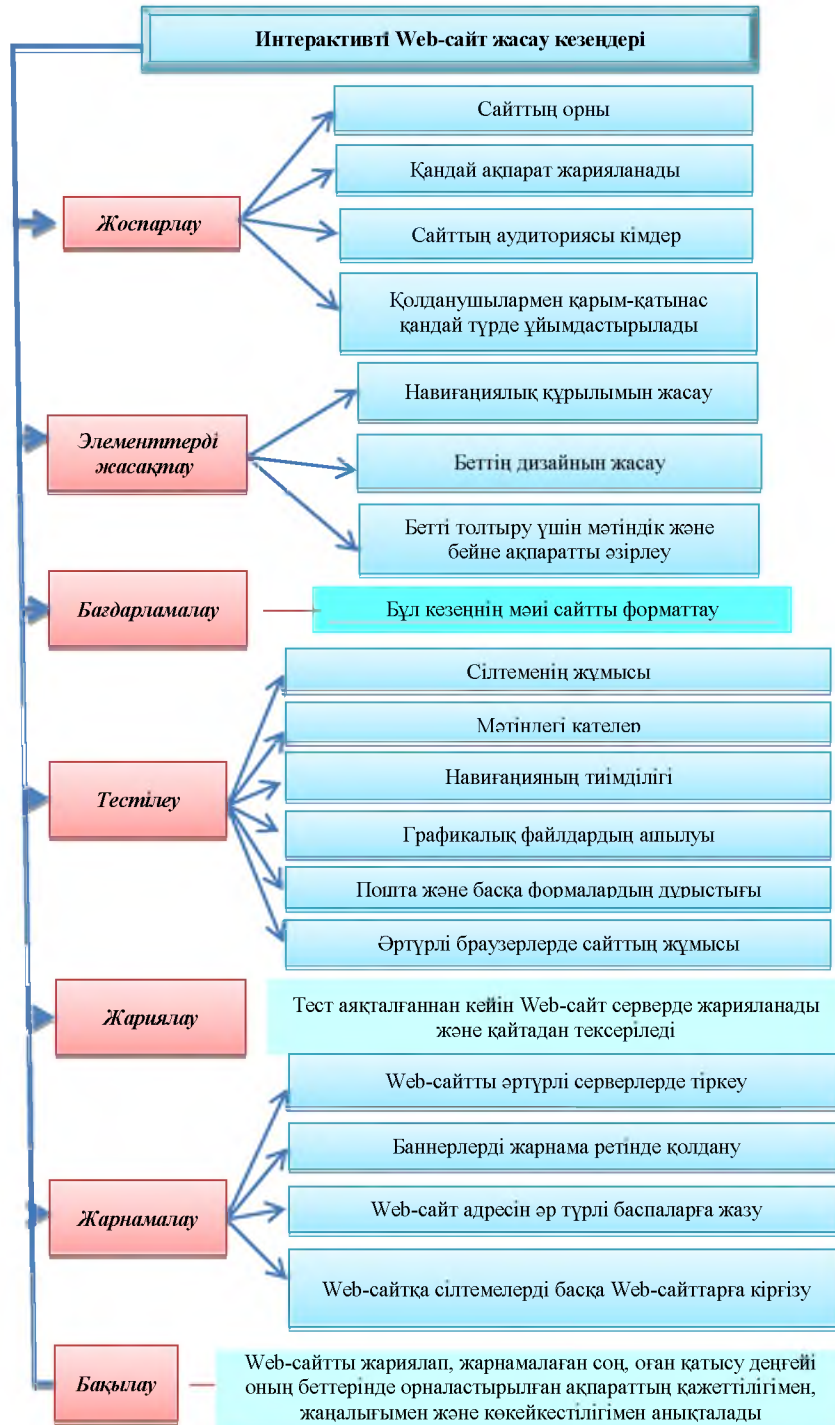 Интерактивті Web-сайт жасау кезеңдері
Жоспарлау
Сайттың орны
Қандай ақпарат жарияланады
Сайттың аудиториясы кімдер
Қолданушылармен қарым-қатынас
қандай түрде ұйымдастырылады
Элементтерді
жасақтау
Навиғациялық құрылымын жасау
Беттің дизайнын жасау
Бетті толтыру үшін мәтіндік және
бейне ақпаратты әзірлеу
Бағдарламалау
Бұл кезеңнің мәиі сайтты форматтау
Тестілеу
Сілтеменің жұмысы
Мәтіндегі қателер
Навиғацияның тиімділігі
Графикалық файлдардың ашылуы
Пошта және басқа формалардың дұрыстығы
Әртүрлі браузерлерде сайттың жұмысы
Жариялау
Тест аяқталғаннан кейін Web-сайт серверде жарияланады
және қайтадан тексеріледі
Жарнамалау
Web-сайтты әртүрлі серверлерде тіркеу
Баннерлерді жарнама ретінде қолдану
Web-сайт адресін әр түрлі баспаларға жазу
Web-сайтқа сілтемелерді басқа Web-сайттарға кірғізу
Бақылау
Web-сайтты жариялап, жарнамалаған соң, оған қатысу деңғейі
оның беттерінде орналастырылған ақпараттың қажеттілігімен,
жаңалығымен және көкейкестілігімен анықталады